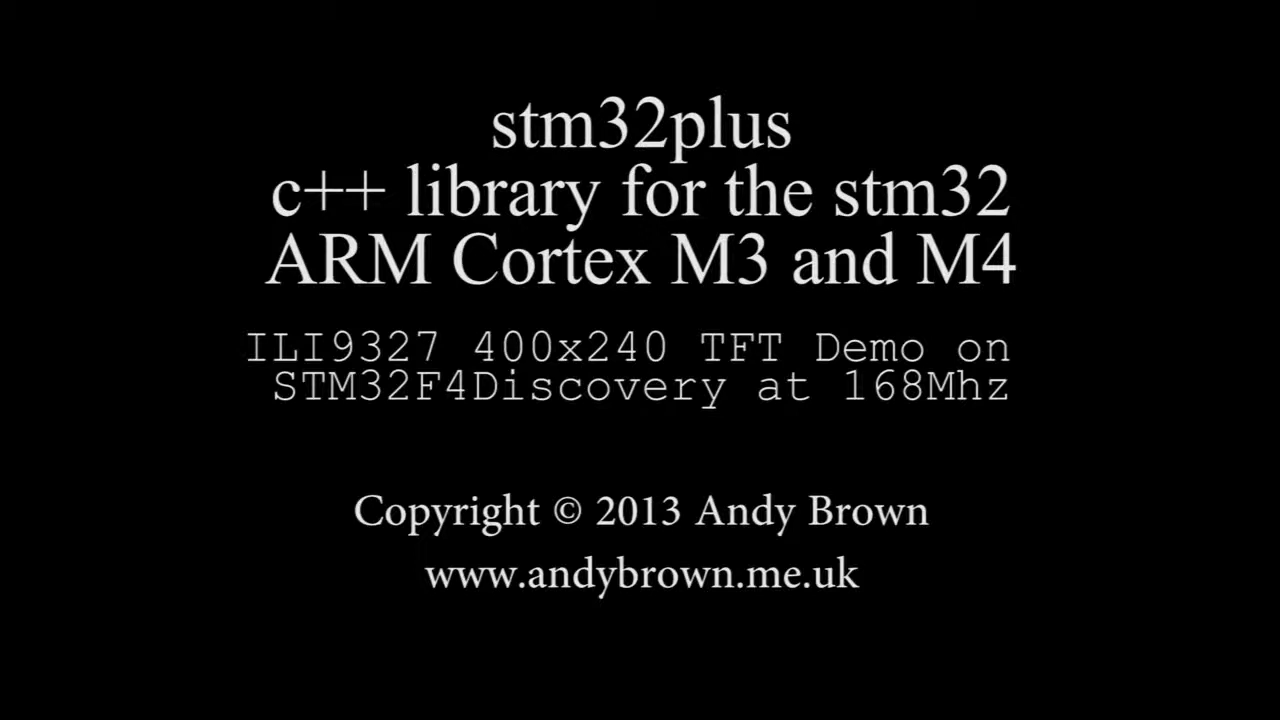 stm32plus
c++ library for the stm32
ARM Cortex M3 and M4
ILI9327 400x240 TFT Demo on
STM32F4Discovery at 168Mhz
Copyright © 2013 Andy Brown
www.andybrown.me.uk